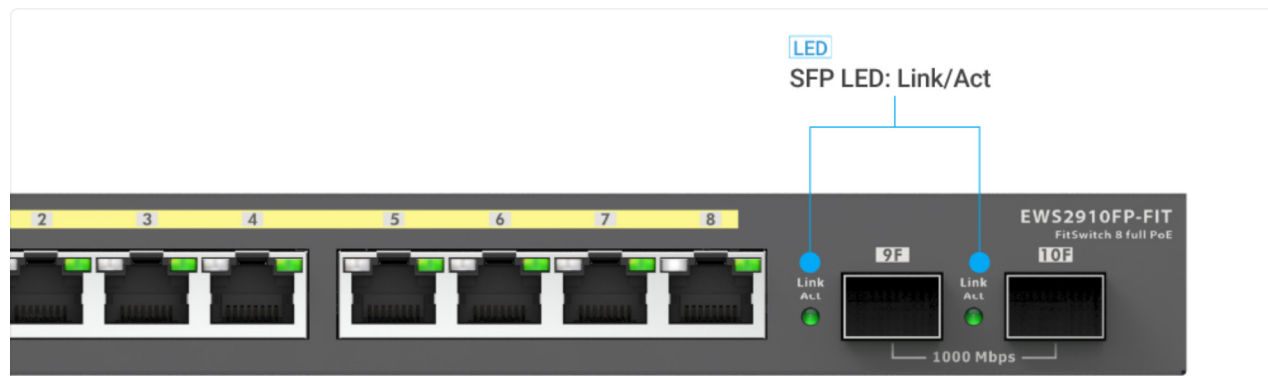 LED
SFP LED: Link/Act
2 3 4 5 6 7 8
EWS2910FP-FIT
FitSwitch 8 full PoE
9F 10F
Link Link
Act Act
1000 Mbps